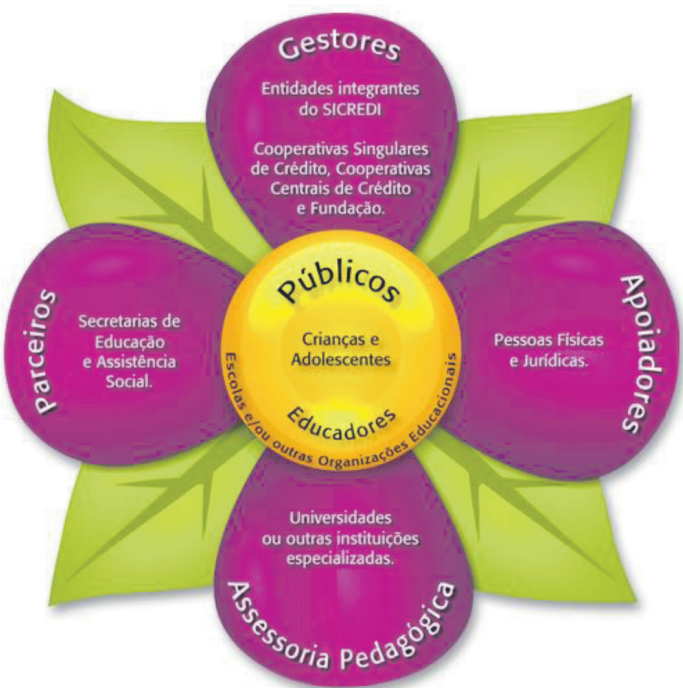 Gestores
Entidades integrantes
do SICREDI
Cooperativas Singulares
de Crédito, Cooperativas
Centrais de Crédito
e Fundação.
Parceiros
Secretarias de
Educação
e Assistência
Social.
Públicos
Crianças e
Adolescentes
Educadores
Escolas e/ou outras Organizações Educacionais
Apoiadores
Pessoas Físicas
e Jurídicas.
Universidades
ou outras instituições
especializadas.
Assessoria Pedagógica